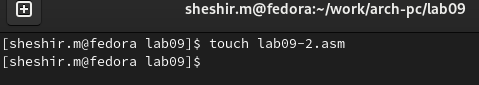 sheshir.m@fedora:~/work/arch-pc/lab09
[sheshir.m@fedora lab09]$ touch lab09-2.asm
[sheshir.m@fedora lab09]$